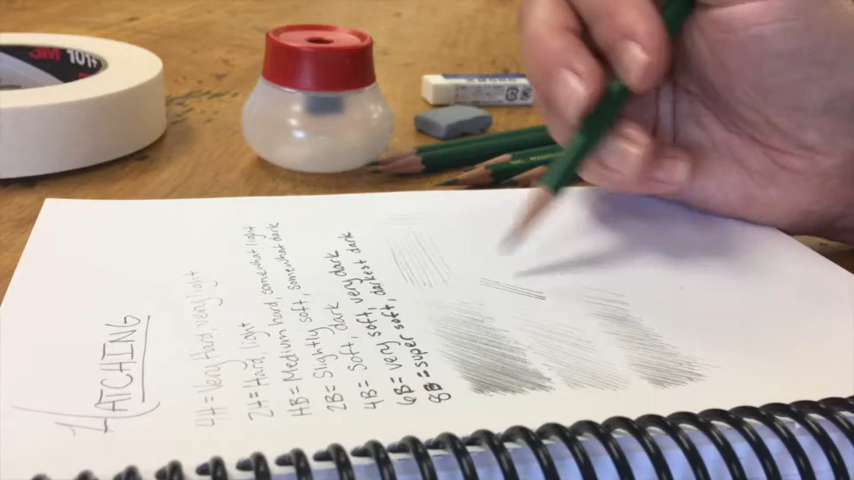 3M 101+
HATCHING
4H = Very Hard, very light
2H = Hard, light
HB = Medium hard, somewhat light
2B = Slightly soft, somewhat dark
4B = Soft, dark
6B = very soft, very dark
8B = super soft, darkest dark